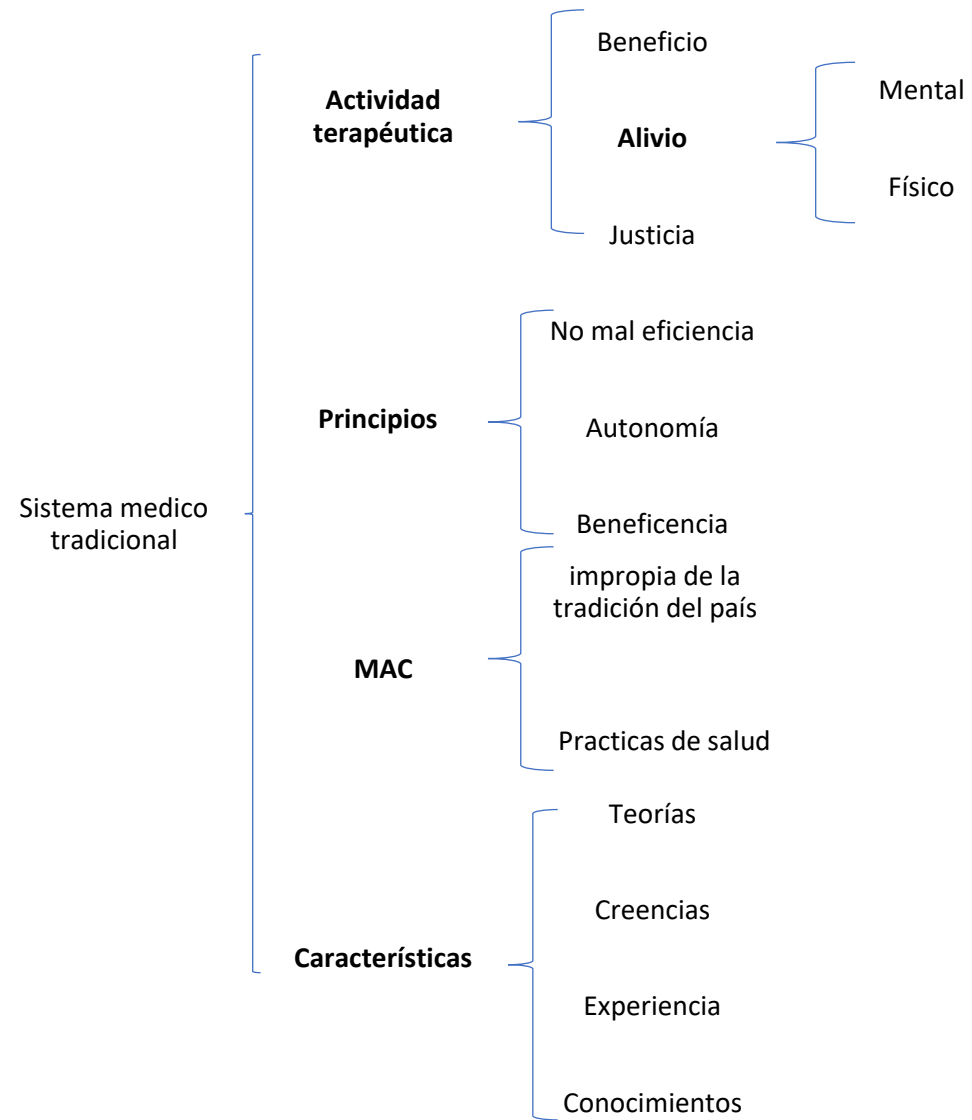 Sistema medico
tradicional
Actividad
terapéutica
Beneficio
Alivio
Mental
Físico
Justicia
Principios
No mal eficiencia
Autonomía
Beneficencia
MAC
impropia de la
tradición del país
Practicas de salud
Característísticas
Teorías
Creencias
Experiencia
Conocimientos